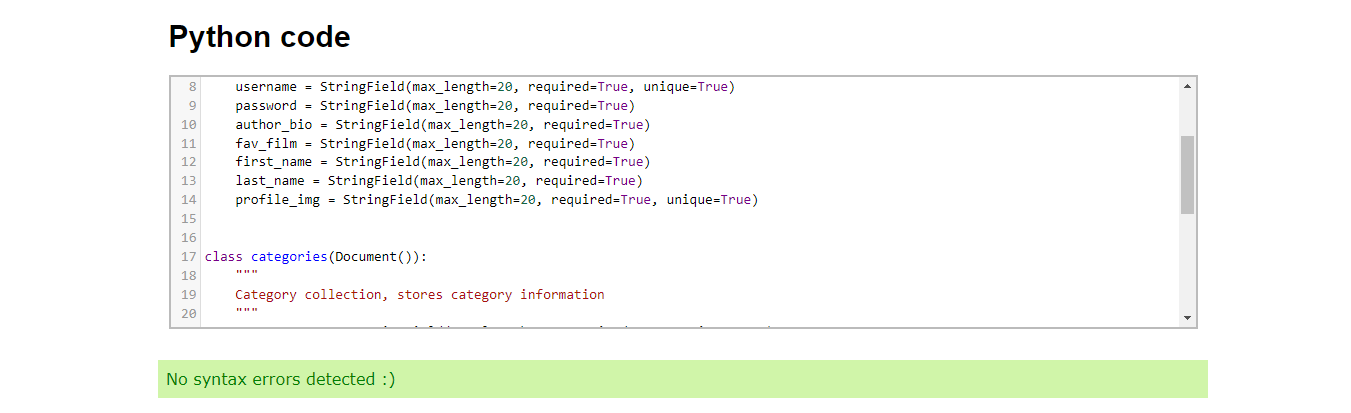 Python code
8 username = StringField(max_length=20, required=True, unique=True)
9 password = StringField(max_length=20, required=True)
10 author_bio = StringField(max_length=20, required=True)
11 fav_film = StringField(max_length=20, required=True)
12 first_name = StringField(max_length=20, required=True)
13 last_name = StringField(max_length=20, required=True)
14 profile_img = StringField(max_length=20, required=True, unique=True)
15
16
17 class categories(Document()):
18 """
19 Category collection, stores category information
20 """
No syntax errors detected :)